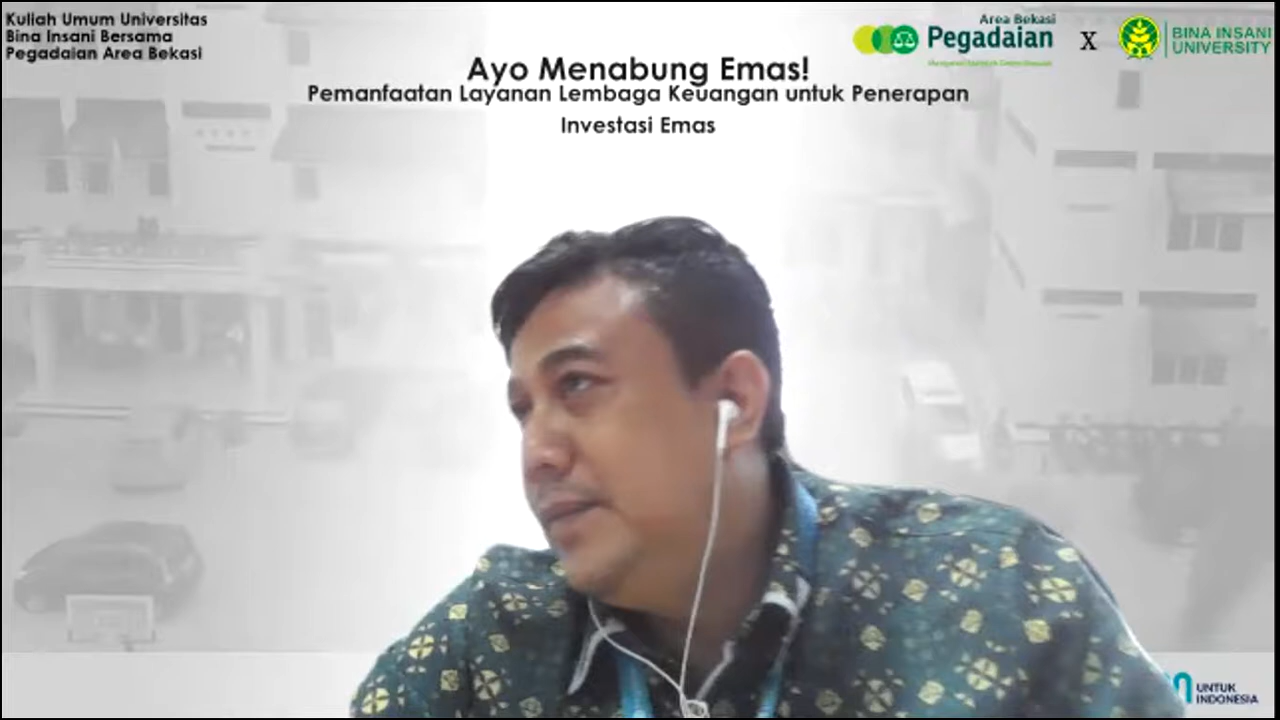 Kuliah Umum Universitas
Bina Insani Bersama
Pegadaian Area Bekasi
Area Bekasi
Pegadaian
X
BINA INSANI
UNIVERSITY
Ayo Menabung Emas!
Pemanfaatan Layanan Lembaga Keuangan untuk Penerapan
Investasi Emas
UNTUK
INDONESIA